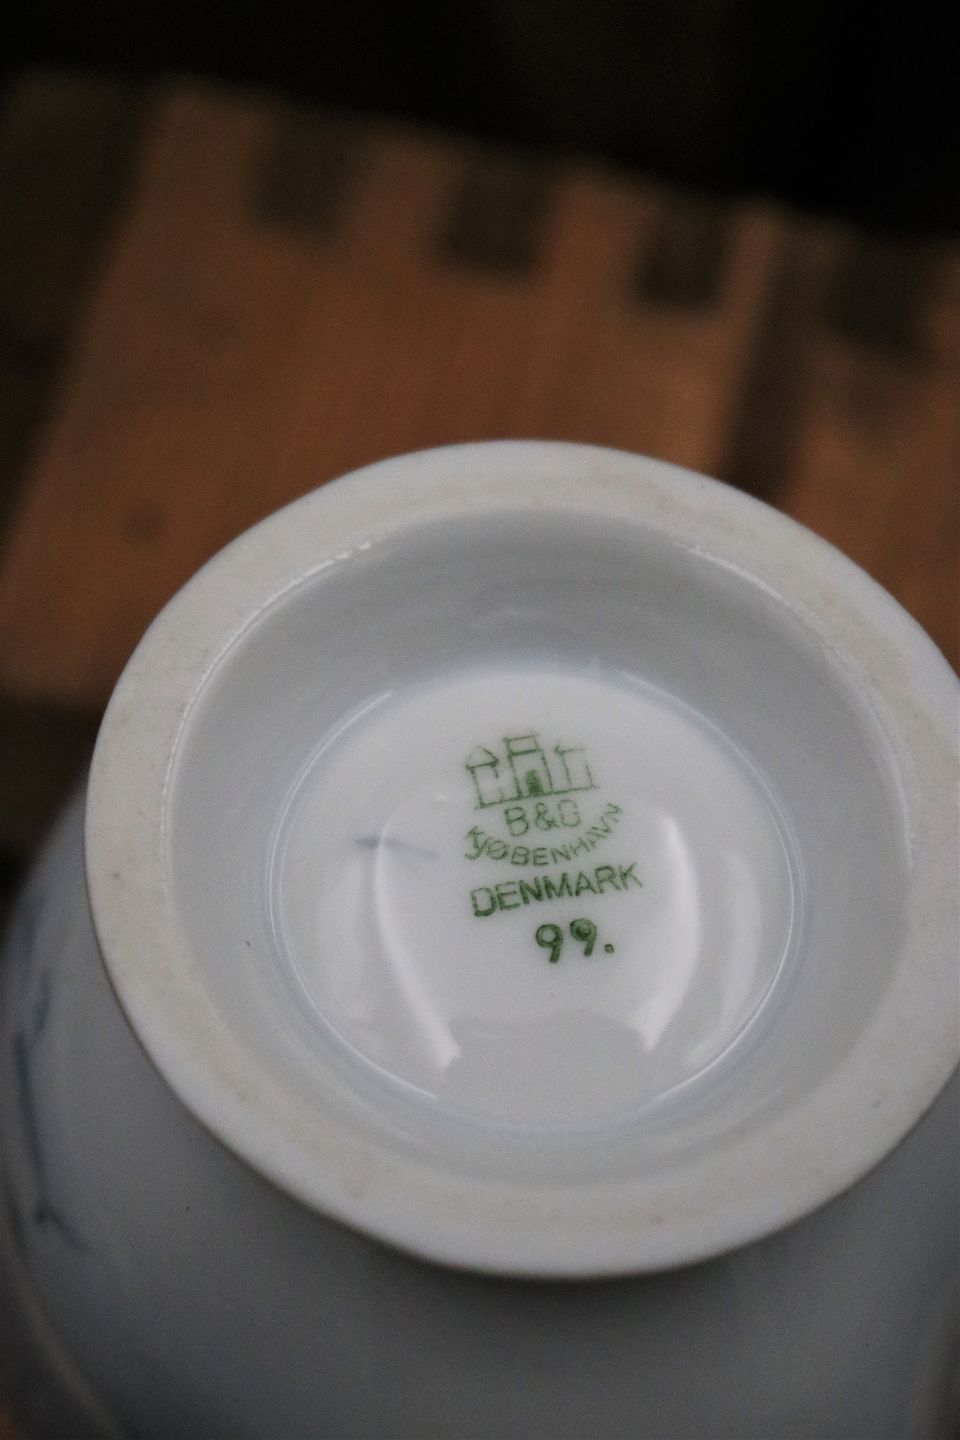 B&G
KJØBENHAVN
DENMARK
99.